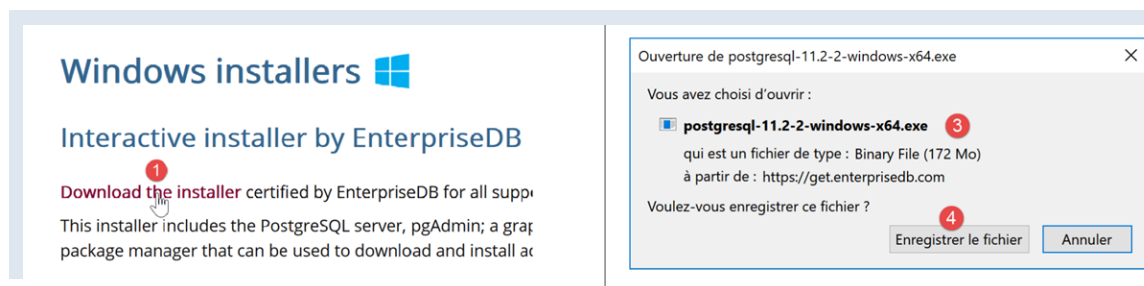 Windows installers
Interactive installer by EnterpriseDB
1
Download the installer certified by EnterpriseDB for all
This installer includes the PostgreSQL server, pgAdmin; a
package manager that can be used to download and install
Ouverture de postgresql-11.2-2-windows-x64.exe
Vous avez choisi d'ouvrir :
postgresql-11.2-2-windows-x64.exe 3
qui est un fichier de type : Binary File (172 Mo)
à partir de : https://get.enterprisedb.com
Voulez-vous enregistrer ce fichier ?
4
Enregistrer le fichier Annuler